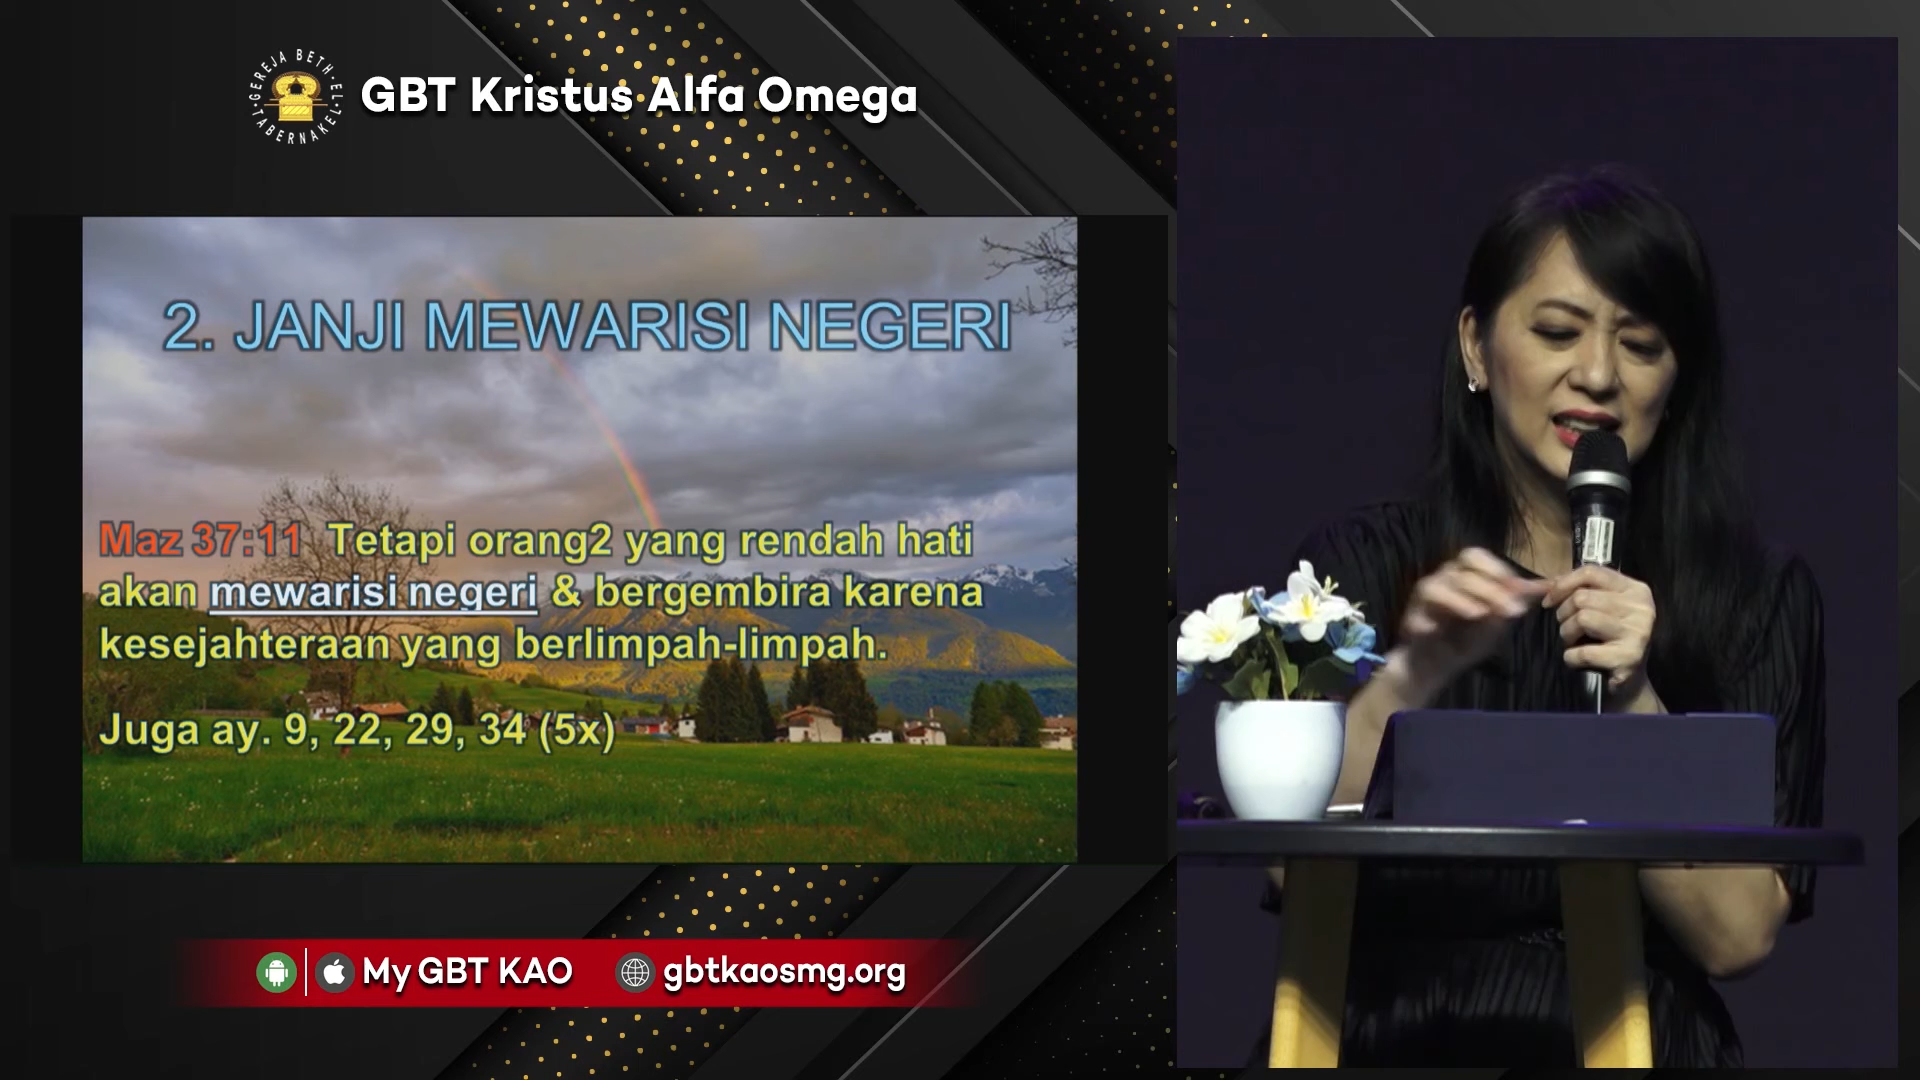 GEREJA BETH-EL TABERNAKEL
GBT Kristus Alfa Omega
2. JANJI MEWARISI NEGERI
Maz 37:11 Tetapi orang2 yang rendah hati
akan mewarisi negeri & bergembira karena
kesejahteraan yang berlimpah-limpah.
Juga ay. 9, 22, 29, 34 (5x)
My GBT KAO
gbtkaosmg.org